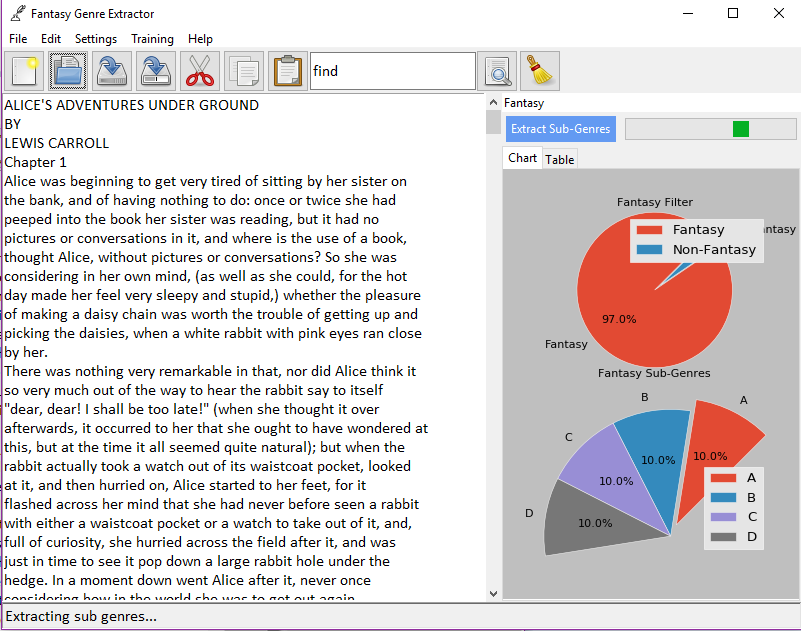 Fantasy Genre Extractor
File Edit Settings Training Help
find
ALICE'S ADVENTURES UNDER GROUND
BY
LEWIS CARROLL
Chapter 1
Alice was beginning to get very tired of sitting by her sister on
the bank, and of having nothing to do: once or twice she had
peeped into the book her sister was reading, but it had no
pictures or conversations in it, and where is the use of a book,
thought Alice, without pictures or conversations? So she was
considering in her own mind, (as well as she could, for the hot
day made her feel very sleepy and stupid,) whether the pleasure
of making a daisy chain was worth the trouble of getting up and
picking the daisies, when a white rabbit with pink eyes ran close
by her.
There was nothing very remarkable in that, nor did Alice think it
so very much out of the way to hear the rabbit say to itself
"dear, dear! I shall be too late!" (when she thought it over
afterwards, it occurred to her that she ought to have wondered at
this, but at the time it all seemed quite natural); but when the
rabbit actually took a watch out of its waistcoat pocket, looked
at it, and then hurried on, Alice started to her feet, for it
flashed across her mind that she had never before seen a rabbit
with either a waistcoat pocket or a watch to take out of it, and,
full of curiosity, she hurried across the field after it, and was
just in time to see it pop down a large rabbit hole under the
hedge. In a moment down went Alice after it, never once
considering how in the world she was to get out again
Fantasy
Extract Sub-Genres
Chart Table
Fantasy Filter
Fantasy
Non-Fantasy
ntasy
97.0%
Fantasy
Fantasy Sub-Genres
A
B
C
D
10.0%
10.0%
10.0%
10.0%
A
B
C
D
Extracting sub genres...